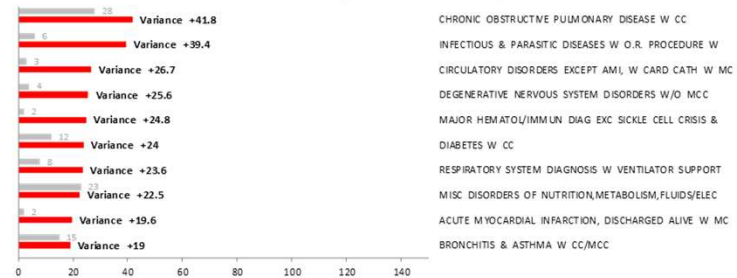 28
Variance +41.8 CHRONIC OBSTRUCTIVE PULMONARY DISEASE W CC
6
Variance +39.4 INFECTIOUS & PARASITIC DISEASES W O.R. PROCEDURE W
3
Variance +26.7 CIRCULATORY DISORDERS EXCEPT AMI, W CARD CATH W MC
4
Variance +25.6 DEGENERATIVE NERVOUS SYSTEM DISORDERS W/O MCC
2
Variance +24.8 MAJOR HEMATOL/IMMUN DIAG EXC SICKLE CELL CRISIS &
12
Variance +24 DIABETES W CC
8
Variance +23.6 RESPIRATORY SYSTEM DIAGNOSIS W VENTILATOR SUPPORT
23
Variance +22.5 MISC DISORDERS OF NUTRITION,METABOLISM,FLUIDS/ELEC
2
Variance +19.6 ACUTE MYOCARDIAL INFARCTION, DISCHARGED ALIVE W MC
15
Variance +19 BRONCHITIS & ASTHMA W CC/MCC
0 20 40 60 80 100 120 140